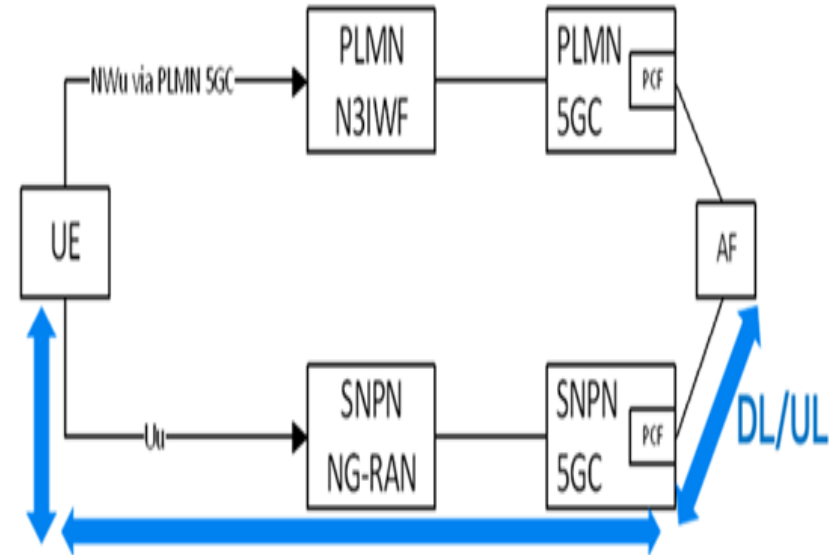 NWu via PLMN 5GC
PLMN
N3IWF
PLMN
5GC
PCF
UE
AF
Uu
SNPN
NG-RAN
SNPN
5GC
PCF
DL/UL